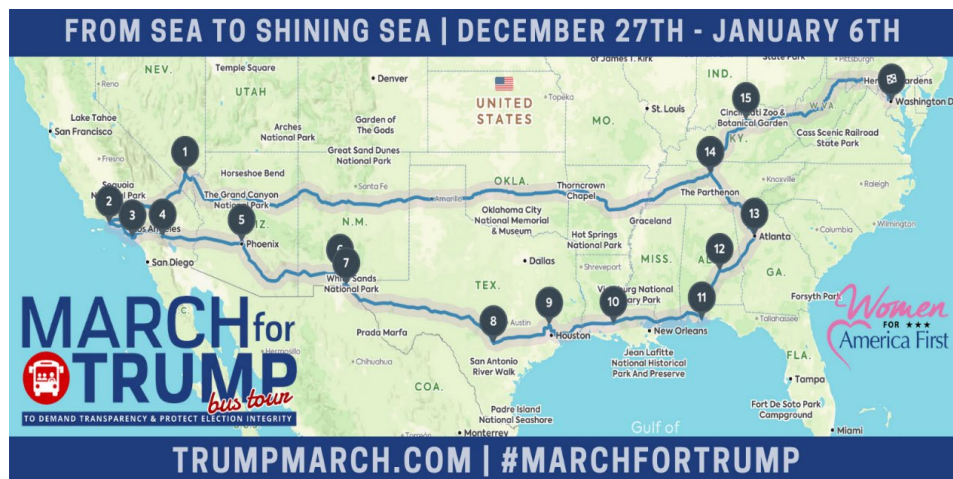 FROM SEA TO SHINING SEA | DECEMBER 27TH - JANUARY 6TH
NEV.
Reno
Temple Square
UTAH
Denver
of James T. Kirk
IND.
Pittsburgh
UNITED
STATES
Topeka
St. Louis
MO.
15
Cincinnati Zoo &
Botanical Garden
KY.
Washington D
Lake Tahoe
San Francisco
Fresno
Arches
National Park
Garden of
The Gods
Great Sand Dunes
National Park
Cass Scenic Railroad
State Park
1
Horseshoe Bend
The Grand Canyon
National Park
Santa Fe
Amarillo
OKLA.
Thorncrown
Chapel
14
The Parthenon
Knoxville
Raleigh
2
3
4
5
Phoenix
San Diego
N.M.
Oklahoma City
National Memorial
& Museum
Graceland
Hot Springs
National Park
13
Atlanta
Columbia
Wilmington
6
7
White Sands
National Park
Dallas
Shreveport
MISS.
12
GA.
TEX.
8
Austin
9
Houston
10
11
New Orleans
Tallahassee
Forsyth Park
Prada Marfa
Chihuahua
Hermosillo
San Antonio
River Walk
Jean Lafitte
National Historical
Park And Preserve
FLA.
Tampa
Fort De Soto Park
Campground
COA.
Padre Island
National Seashore
Monterrey
Torreón
Gulf of
Miami
MARCH for
TRUMP
bus tour
TO DEMAND TRANSPARENCY & PROTECT ELECTION INTEGRITY
Women
FOR
America First
TRUMPMARCH.COM | #MARCHFORTRUMP